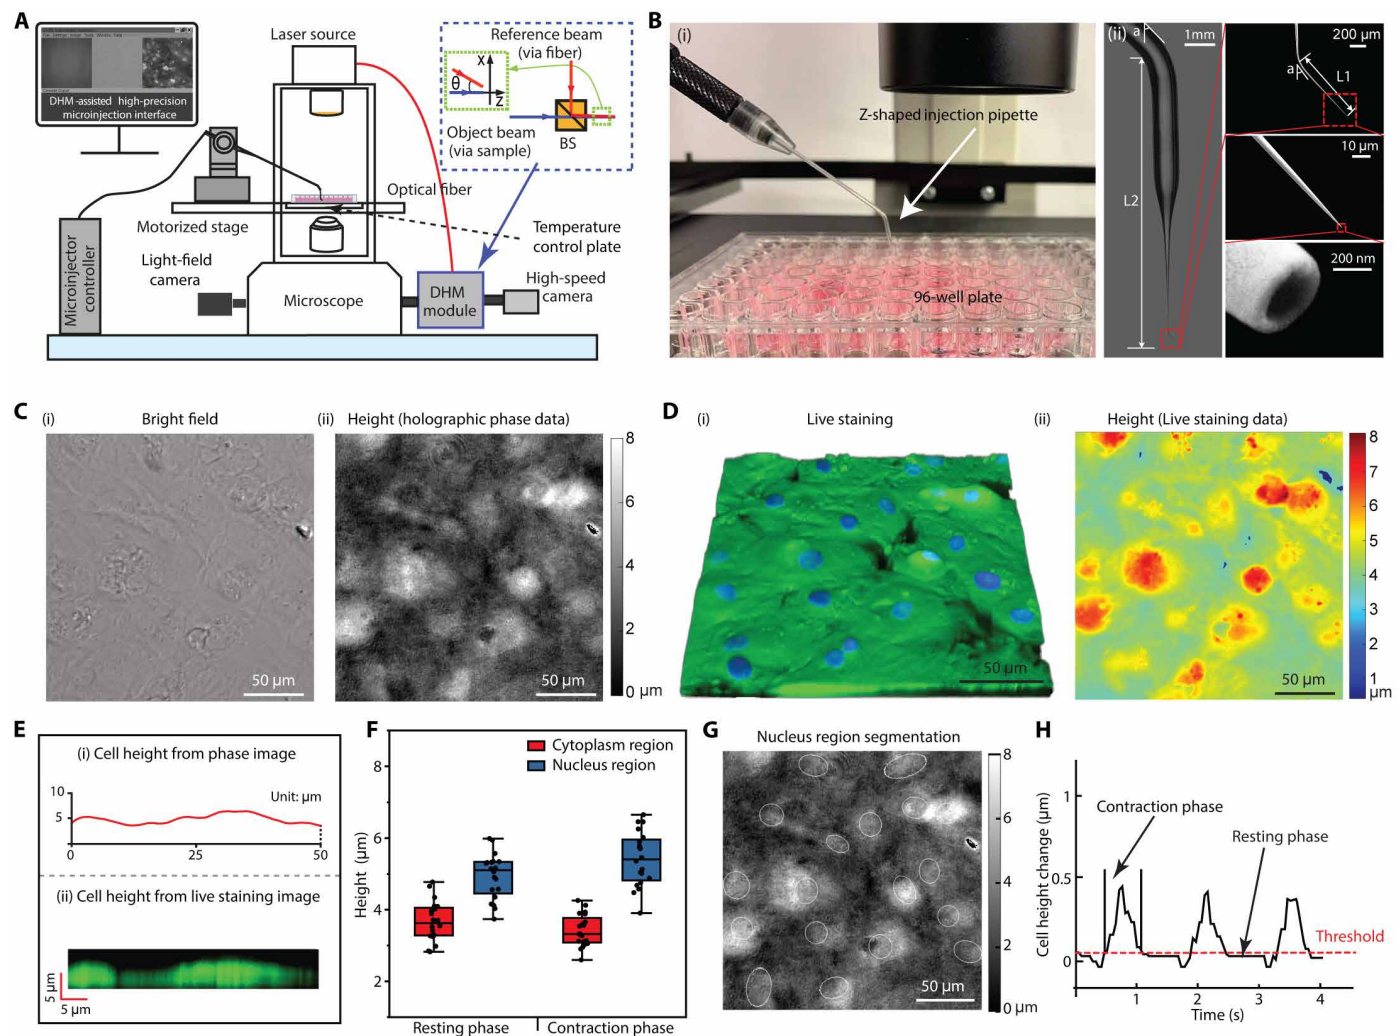 A
DHM-assisted high-precision
microinjection interface
Laser source
Reference beam
(via fiber)
X
θ
Z
Object beam
(via sample)
BS
Optical fiber
Motorized stage
Temperature
control plate
Light-field
camera
Microinjector
controller
Microscope
DHM
module
High-speed
camera
B
(i)
Z-shaped injection pipette
96-well plate
(ii)
a
1mm
L2
200 µm
L1
a
10 µm
200 nm
C
(i)
Bright field
50 µm
(ii)
Height (holographic phase data)
8
6
4
2
0 µm
50 µm
D
(i)
Live staining
50 µm
(ii)
Height (Live staining data)
8
7
6
5
4
3
2
1
µm
50 µm
E
(i) Cell height from phase image
Unit: µm
10
5
0
25
50
(ii) Cell height from live staining image
5 µm
5 µm
F
Cytoplasm region
Nucleus region
Height (µm)
8
6
4
2
Resting phase
Contraction phase
G
Nucleus region segmentation
8
6
4
2
0 µm
50 µm
H
Cell height change (µm)
1
0.5
0
Contraction phase
Resting phase
Threshold
1
2
3
4
Time (s)